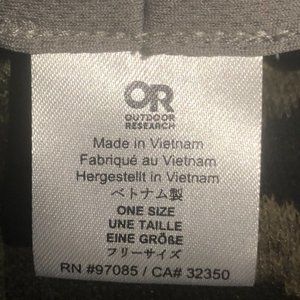 OR
OUTDOOR
RESEARCH
Made in Vietnam
Fabriqué au Vietnam
Hergestellt in Vietnam
ベトナム製
ONE SIZE
UNE TAILLE
EINE GRÖßE
フリーサイズ
RN #97085 / CA# 32350